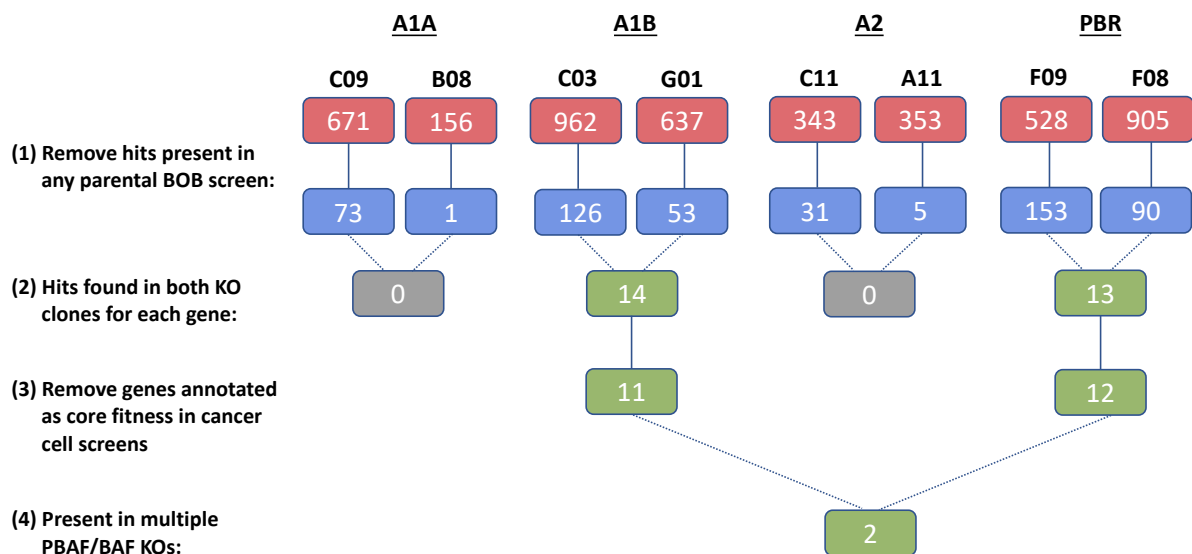 A1A A1B A2 PBR
C09 B08 C03 G01 C11 A11 F09 F08
671 156 962 637 343 353 528 905
(1) Remove hits present in
any parental BOB screen:
73 1 126 53 31 5 153 90
(2) Hits found in both KO
clones for each gene:
0 14 0 13
(3) Remove genes annotated
as core fitness in cancer
cell screens
11 12
(4) Present in multiple
PBAF/BAF KOs:
2